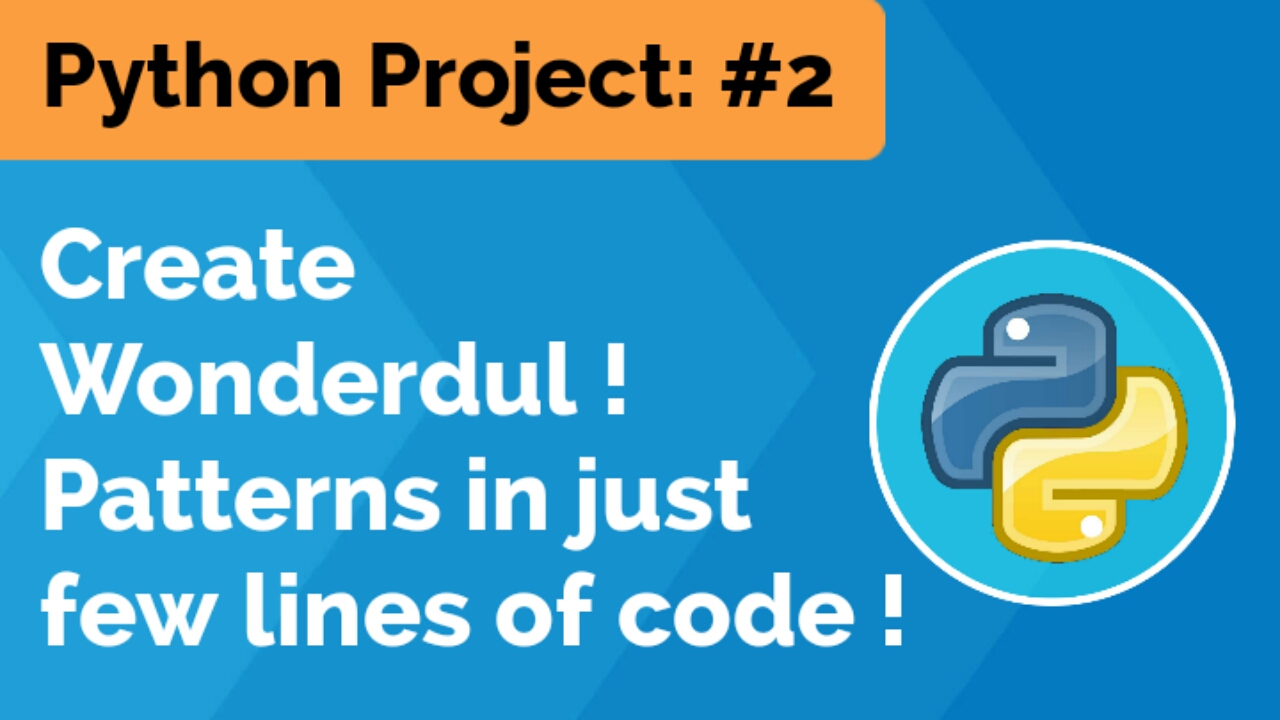 Python Project: #2
Create
Wonderdul !
Patterns in just
few lines of code !